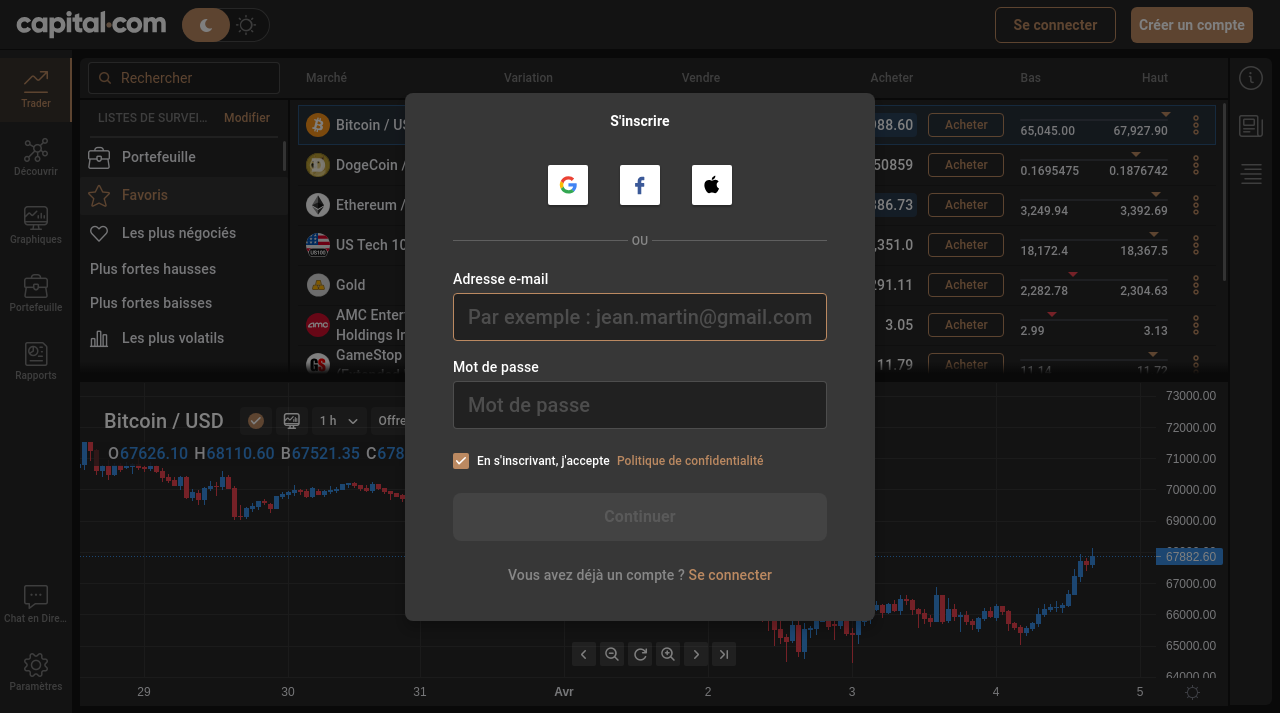 capital.com
Se connecter
Créer un compte
Trader
Découvrir
Graphiques
Portefeuille
Rapports
Chat en Dire...
Paramètres
Rechercher
Marché Variation Vendre Acheter Bas Haut
LISTES DE SURVEI... Modifier
Portefeuille
Favoris
Les plus négociés
Plus fortes hausses
Plus fortes baisses
Les plus volatils
Bitcoin / US 88.60 Acheter 65,045.00 67,927.90
DogeCoin / 50859 Acheter 0.1695475 0.1876742
Ethereum / 86.73 Acheter 3,249.94 3,392.69
US Tech 10 ,351.0 Acheter 18,172.4 18,367.5
Gold 291.11 Acheter 2,282.78 2,304.63
AMC Enter
Holdings In 3.05 Acheter 2.99 3.13
GameStop
11.79 Acheter 11.14 11.72
S'inscrire
OU
Adresse e-mail
Par exemple : jean.martin@gmail.com
Mot de passe
Mot de passe
En s'inscrivant, j'accepte Politique de confidentialité
Continuer
Vous avez déjà un compte ? Se connecter
Bitcoin / USD 1 h Offre
O67626.10 H68110.60 B67521.35 C678
73000.00
72000.00
71000.00
70000.00
69000.00
67882.60
67000.00
66000.00
65000.00
64000.00
29 30 31 Avr 2 3 4 5